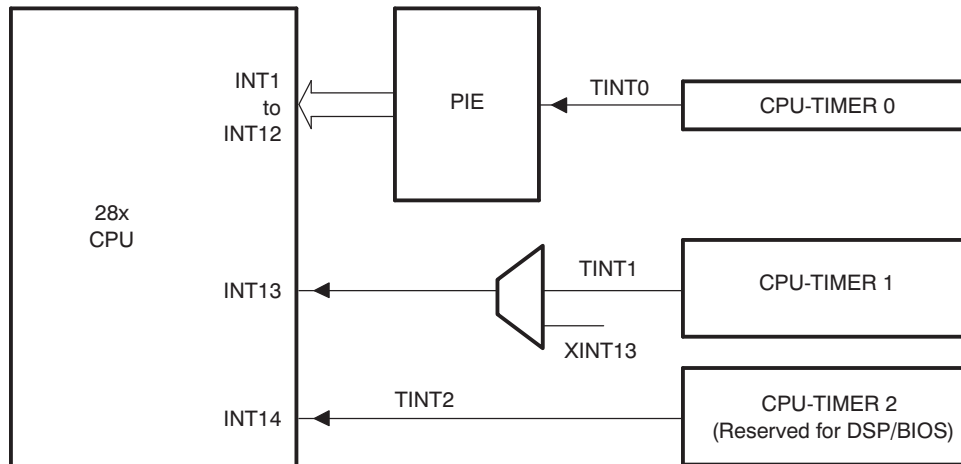 INT1
to
INT12
PIE
TINT0
CPU-TIMER 0
28x
CPU
INT13
TINT1
CPU-TIMER 1
XINT13
INT14
TINT2
CPU-TIMER 2
(Reserved for DSP/BIOS)